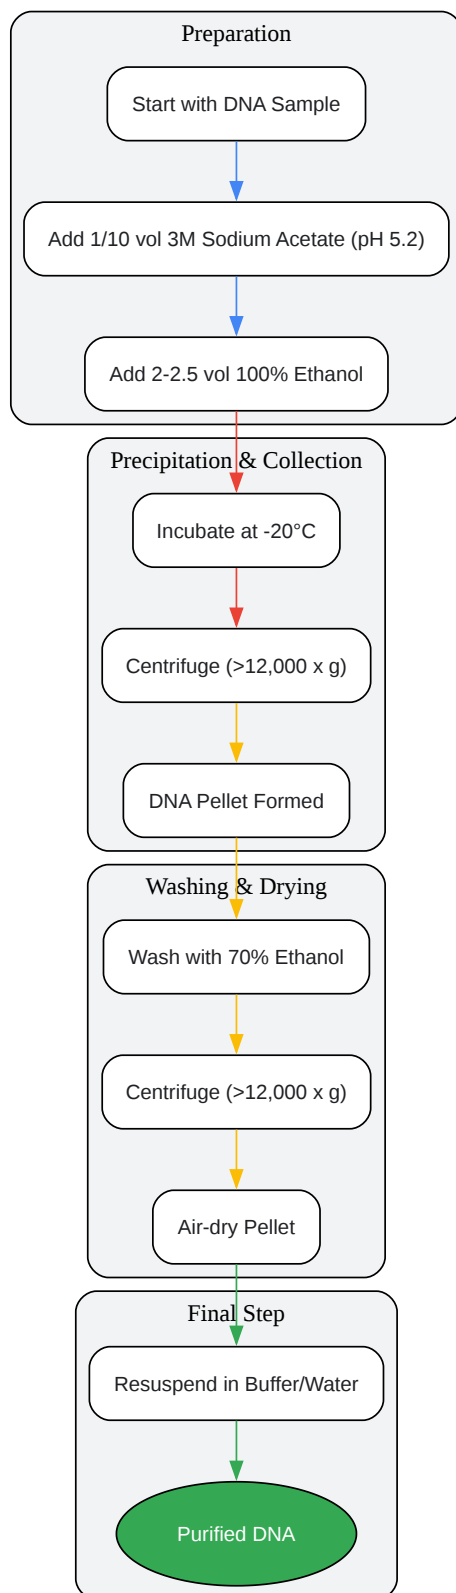 Preparation
Start with DNA Sample
Add 1/10 vol 3M Sodium Acetate (pH 5.2)
Add 2-2.5 vol 100% Ethanol
Precipitation & Collection
Incubate at -20°C
Centrifuge (>12,000 x g)
DNA Pellet Formed
Washing & Drying
Wash with 70% Ethanol
Centrifuge (>12,000 x g)
Air-dry Pellet
Final Step
Resuspend in Buffer/Water
Purified DNA